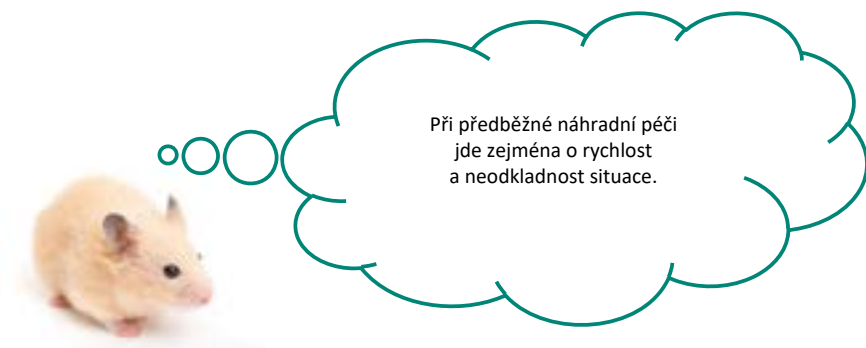 Při předběžné náhradní péči
jde zejména o rychlost
a neodkladnost situace.